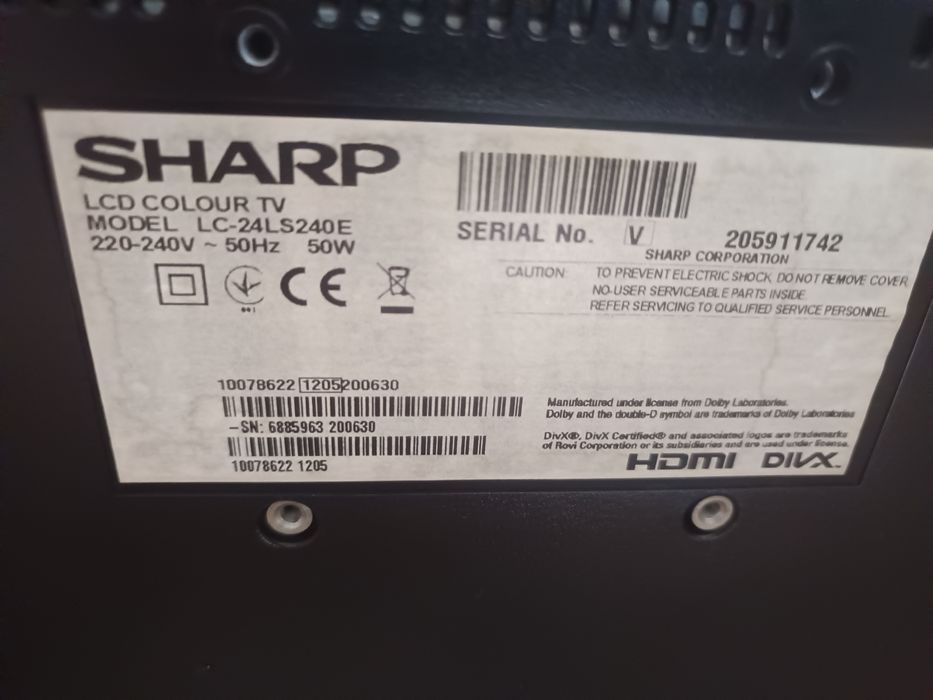 SHARP
LCD COLOUR TV
MODEL LC-24LS240E
220-240V ~ 50Hz 50W
SERIAL No. V 205911742
SHARP CORPORATION
CAUTION: TO PREVENT ELECTRIC SHOCK, DO NOT REMOVE COVER.
NO-USER SERVICEABLE PARTS INSIDE.
REFER SERVICING TO QUALIFIED SERVICE PERSONNEL.
CE
10078622 1205200630
-SN: 6885963 200630
10078622 1205
Manufactured under license from Dolby Laboratories.
Dolby and the double-D symbol are trademarks of Dolby Laboratories
DivX®, DivX Certified® and associated logos are trademarks
of Rovi Corporation or its subsidiaries and are used under license.
HDMI DIVX™